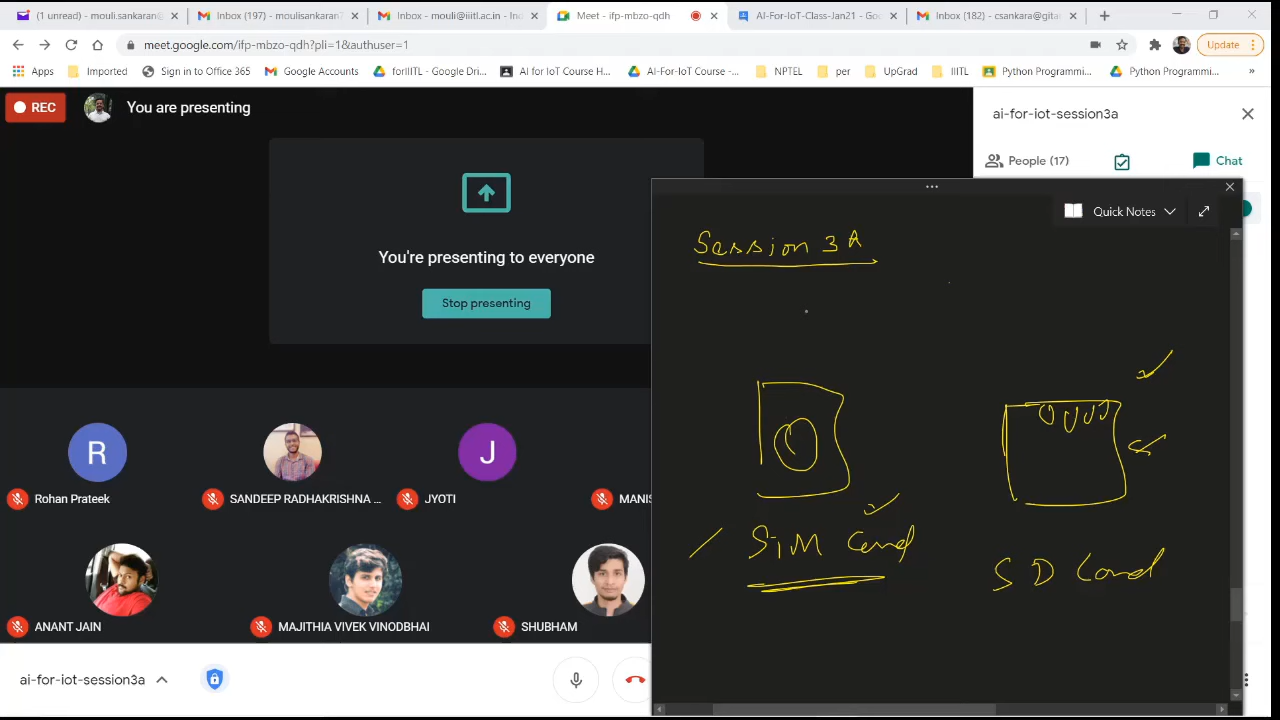 (1 unread) - mouli.sankaran@
Inbox (197) - moulisankaran7
Inbox - mouli@iiitl.ac.in - Ind
Meet - ifp-mbzo-qdh
AI-For-IoT-Class-Jan21 - Goo
Inbox (182) - csankara@gita
meet.google.com/ifp-mbzo-qdh?pli=1&authuser=1
Update
Apps
Imported
Sign in to Office 365
Google Accounts
forIIITL - Google Dri...
AI for IoT Course H...
AI-For-IoT Course -...
NPTEL
per
UpGrad
IIITL
Python Programmi...
Python Programmi...
»
REC
You are presenting
ai-for-iot-session3a
People (17)
Chat
You're presenting to everyone
Stop presenting
Quick Notes
Session 3A
SIM Card
SD Card
R
J
Rohan Prateek
SANDEEP RADHAKRISHNA ...
JYOTI
MANIS
ANANT JAIN
MAJITHIA VIVEK VINODBHAI
SHUBHAM
ai-for-iot-session3a